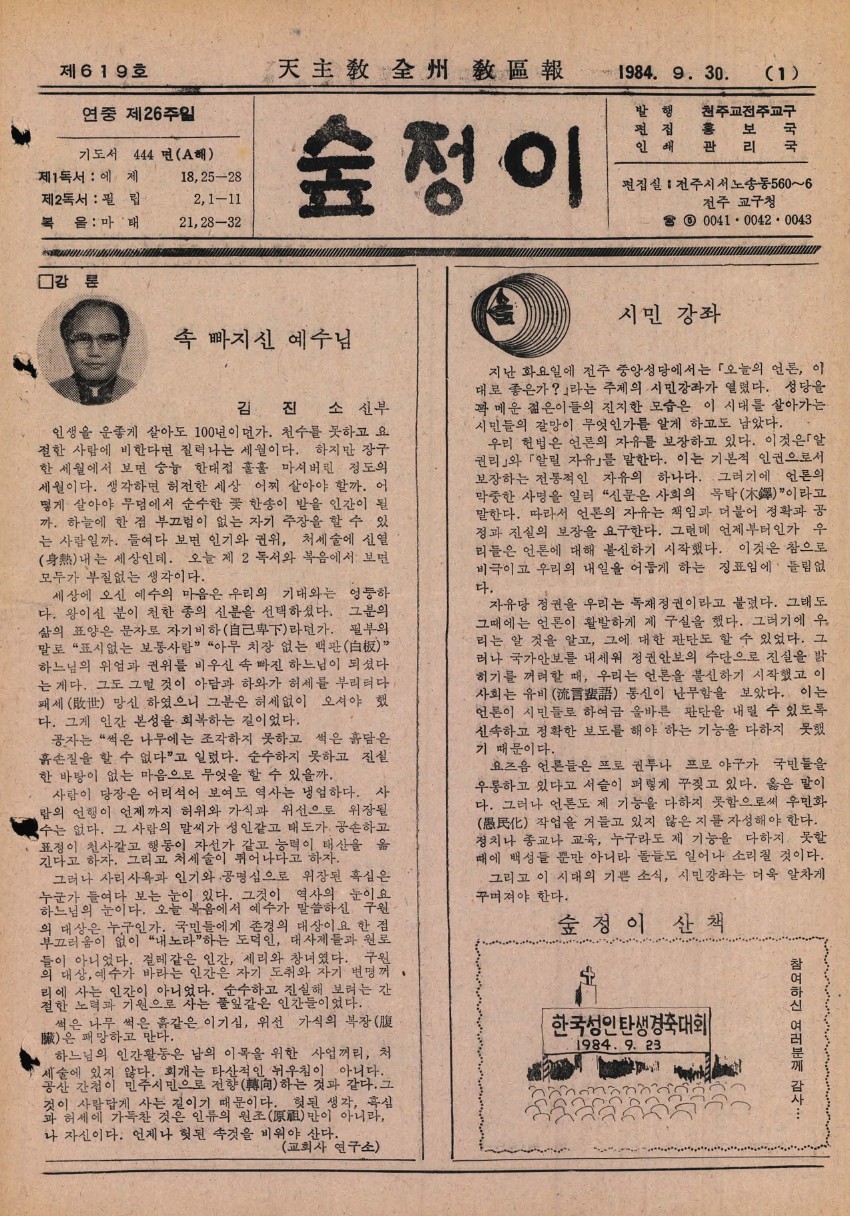 제619호
天主敎 全州 敎區報
1984. 9. 30.
(1)
연중 제26주일
기도서 444 면(A해)
제1독서 : 에 제 18,25—28
제2독서 : 필 립 2,1—11
복 음 : 마 태 21,28—32
숲정이
발 행 천주교전주교구
편 집 홍 보 국
인 쇄 관 리 국
편집실 : 전주시서노송동560~6
전주 교구청
☎ ⑤ 0041·0042·0043
□강 론
속 빠지신 예수님
김 진 소 신부
인생을 운좋게 살아도 100년이던가. 천수를 못하고 요
절한 사람에 비한다면 질력나는 세월이다. 하지만 장구
한 세월에서 보면 숭늉 한대접 훌훌 마셔버린 정도의
세월이다. 생각하면 허전한 세상 어찌 살아야 할까. 어
떻게 살아야 무덤에서 순수한 꽃 한송이 받을 인간이 될
까. 하늘에 한 점 부끄럼이 없는 자기 주장을 할 수 있
는 사람일까. 들여다 보면 인기와 권위, 처세술에 신열
(身熱)내는 세상인데. 오늘 제 2 독서와 복음에서 보면
모두가 부질없는 생각이다.
세상에 오신 예수의 마음은 우리의 기대와는 엉뚱하
다. 왕이신 분이 천한 종의 신분을 선택하셨다. 그분의
삶의 표양은 문자로 자기비하(自己卑下)라던가. 필부의
말로 “표시없는 보통사람” “아무 치장 없는 백판(白板)”
하느님의 위엄과 권위를 비우신 속 빠진 하느님이 되셨다
는게다. 그도 그럴 것이 아담과 하와가 허세를 부리려다
패세(敗世) 망신 하였으니 그분은 허세없이 오셔야 했
다. 그게 인간 본성을 회복하는 길이었다.
공자는 “썩은 나무에는 조각하지 못하고 썩은 흙담은
흙손질을 할 수 없다”고 일렀다. 순수하지 못하고 진실
한 바탕이 없는 마음으로 무엇을 할 수 있을까.
사람이 당장은 어리석어 보여도 역사는 냉엄하다. 사
람의 언행이 언제까지 허위와 가식과 위선으로 위장될
수는 없다. 그 사람의 말씨가 성인같고 태도가 공손하고
표정이 천사같고 행동이 자선가 같고 능력이 태산을 옮
긴다고 하자. 그리고 처세술이 뛰어나다고 하자.
그러나 사리사욕과 인기와 공명심으로 위장된 흑심은
누군가 들여다 보는 눈이 있다. 그것이 역사의 눈이요
하느님의 눈이다. 오늘 복음에서 예수가 말씀하신 구원
의 대상은 누구인가. 국민들에게 존경의 대상이요 한 점
부끄러움이 없이 “내노라”하는 도덕인, 대사제들과 원로
들이 아니었다. 걸레같은 인간, 세리와 창녀였다. 구원
의 대상,예수가 바라는 인간은 자기 도취와 자기 변명꺼
리에 사는 인간이 아니었다. 순수하고 진실해 보려는 간
절한 노력과 기원으로 사는 풀잎같은 인간들이었다.
썩은 나무 썩은 흙같은 이기심, 위선 가식의 복장(腹
臟)은 패망하고 만다.
하느님의 인간활동은 남의 이목을 위한 사업꺼리, 처
세술에 있지 않다. 회개는 타산적인 뉘우침이 아니다.
공산 간첩이 민주시민으로 전향(轉向)하는 것과 같다.그
것이 사람답게 사는 길이기 때문이다. 헛된 생각, 흑심
과 허세에 가득찬 것은 인류의 원조(原祖)만이 아니라,
나 자신이다. 언제나 헛된 속것을 비워야 산다.
(교회사 연구소)
숲
시민 강좌
지난 화요일에 전주 중앙성당에서는 「오늘의 언론, 이
대로 좋은가?」라는 주제의 시민강좌가 열렸다. 성당을
꽉 메운 젊은이들의 진지한 모습은 이 시대를 살아가는
시민들의 갈망이 무엇인가를 알게 하고도 남았다.
우리 헌법은 언론의 자유를 보장하고 있다. 이것은「알
권리」와 「알릴 자유」를 말한다. 이는 기본적 인권으로서
보장하는 전통적인 자유의 하나다. 그러기에 언론의
막중한 사명을 일러 “신문은 사회의 목탁(木鐸)”이라고
말한다. 따라서 언론의 자유는 책임과 더불어 정확과 공
정과 진실의 보장을 요구한다. 그런데 언제부터인가 우
리들은 언론에 대해 불신하기 시작했다. 이것은 참으로
비극이고 우리의 내일을 어둡게 하는 징표임에 틀림없
다.
자유당 정권을 우리는 독재정권이라고 불렀다. 그래도
그때에는 언론이 활발하게 제 구실을 했다. 그러기에 우
리는 알 것을 알고, 그에 대한 판단도 할 수 있었다. 그
러나 국가안보를 내세워 정권안보의 수단으로 진실을 밝
히기를 꺼려할 때, 우리는 언론을 불신하기 시작했고 이
사회는 유비(流言蜚語) 통신이 난무함을 보았다. 이는
언론이 시민들로 하여금 올바른 판단을 내릴 수 있도록
신속하고 정확한 보도를 해야 하는 기능을 다하지 못했
기 때문이다.
요즈음 언론들은 프로 권투나 프로 야구가 국민들을
우롱하고 있다고 서슬이 퍼렇게 꾸짖고 있다. 옳은 말이
다. 그러나 언론도 제 기능을 다하지 못함으로써 우민화
(愚民化) 작업을 거들고 있지 않은 지를 자성해야 한다.
정치나 종교나 교육, 누구라도 제 기능을 다하지 못할
때에 백성들 뿐만 아니라 돌들도 일어나 소리칠 것이다.
그리고 이 시대의 기쁜 소식, 시민강좌는 더욱 알차게
꾸며져야 한다.
숲 정 이 산 책
한국성인탄생경축대회
1984. 9. 23
참여하신 여러분께 감사…